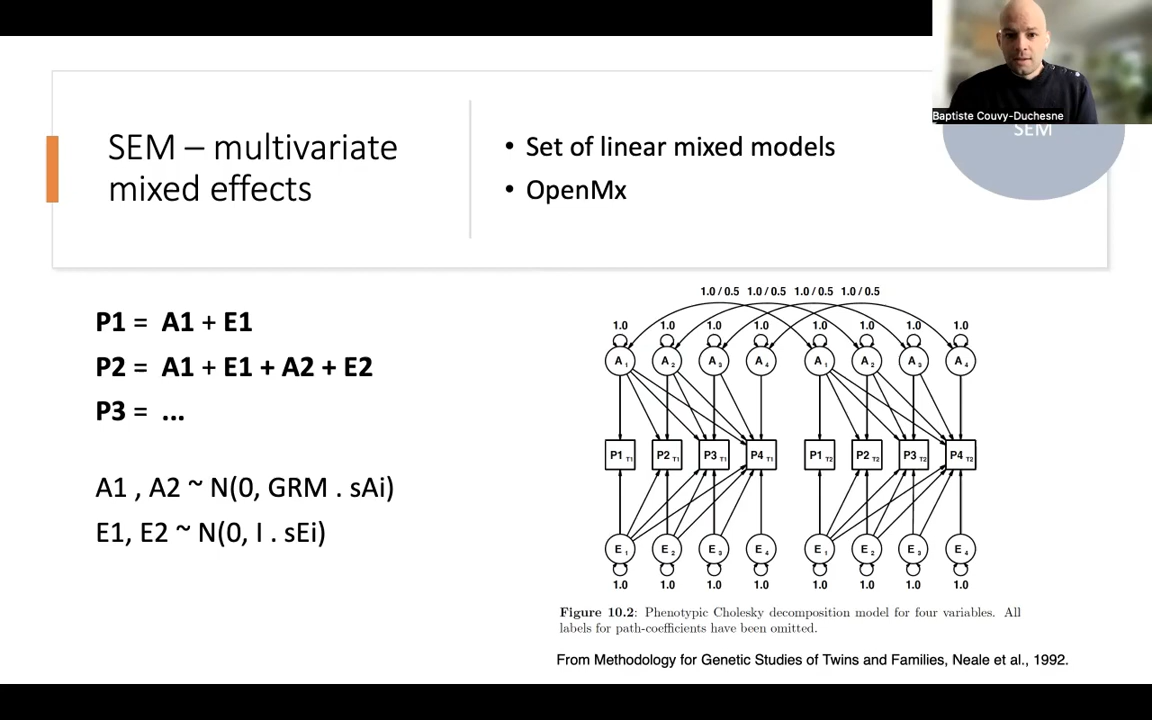 Baptiste Couvy-Duchesne
SEM
SEM – multivariate
mixed effects
• Set of linear mixed models
• OpenMx
P1 = A1 + E1
P2 = A1 + E1 + A2 + E2
P3 = ...
A1 , A2 ~ N(0, GRM . sAi)
E1, E2 ~ N(0, I . sEi)
1.0 / 0.5 1.0 / 0.5 1.0 / 0.5 1.0 / 0.5
1.0 1.0 1.0 1.0 1.0 1.0 1.0 1.0
A1 A2 A3 A4 A1 A2 A3 A4
P1 T1 P2 T1 P3 T1 P4 T1 P1 T2 P2 T2 P3 T2 P4 T2
E1 E2 E3 E4 E1 E2 E3 E4
1.0 1.0 1.0 1.0 1.0 1.0 1.0 1.0
Figure 10.2: Phenotypic Cholesky decomposition model for four variables. All
labels for path-coefficients have been omitted.
From Methodology for Genetic Studies of Twins and Families, Neale et al., 1992.